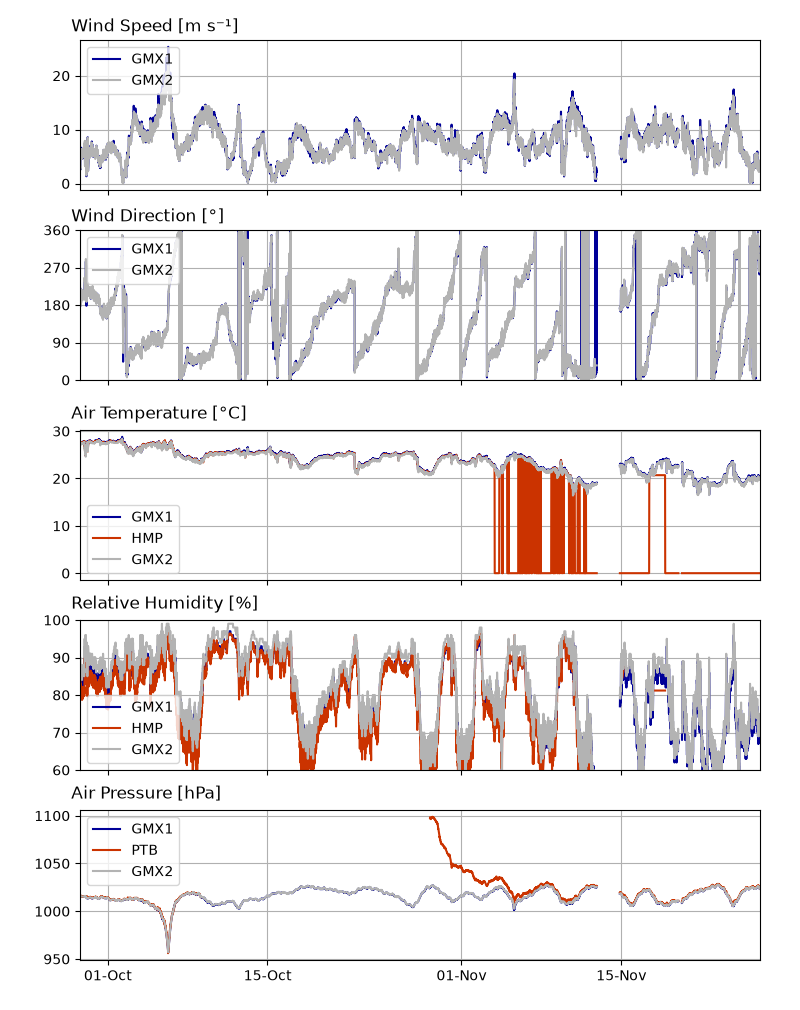 Wind Speed [m s⁻¹]
GMX1
GMX2
20
10
0
Wind Direction [°]
GMX1
GMX2
360
270
180
90
0
Air Temperature [°C]
GMX1
HMP
GMX2
30
20
10
0
Relative Humidity [%]
GMX1
HMP
GMX2
100
90
80
70
60
Air Pressure [hPa]
GMX1
PTB
GMX2
1100
1050
1000
950
01-Oct 15-Oct 01-Nov 15-Nov